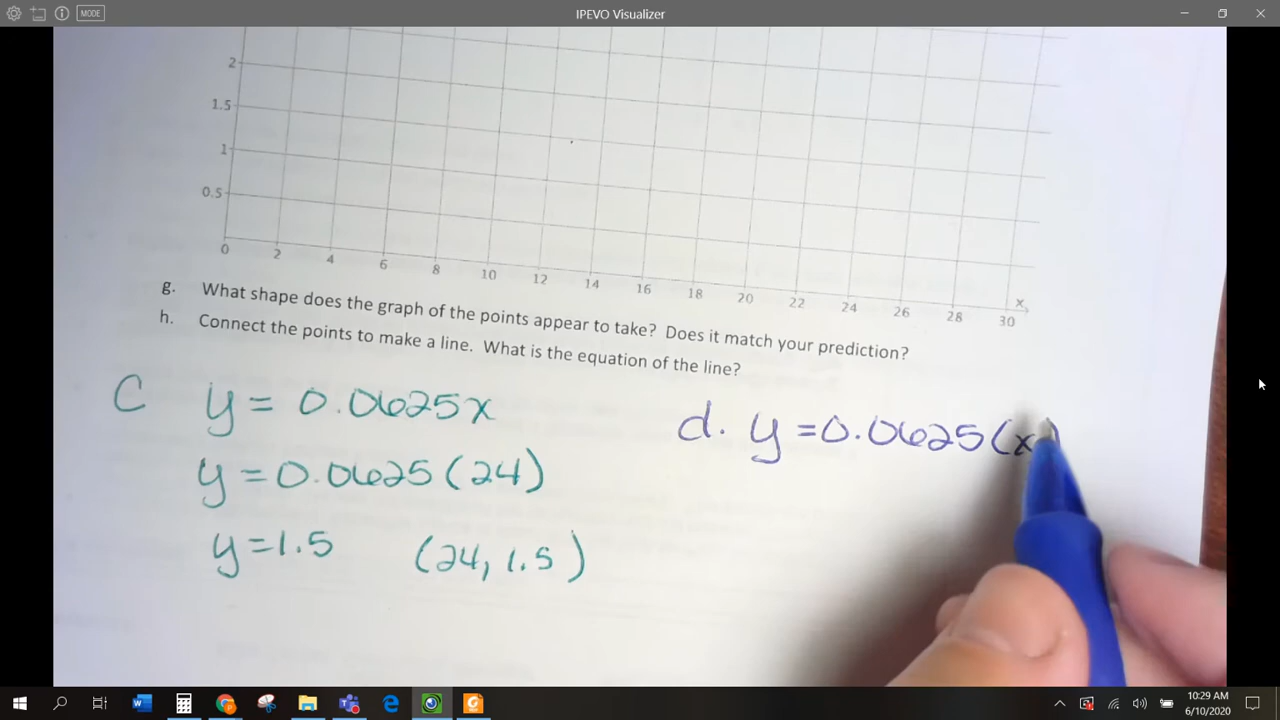 MODE
IPEVO Visualizer
2
1.5
1
0.5
0 2 4 6 8 10 12 14 16 18 20 22 24 26 28 30 x
g. What shape does the graph of the points appear to take? Does it match your prediction?
h. Connect the points to make a line. What is the equation of the line?
C y = 0.0625x
y = 0.0625(24)
y = 1.5 (24, 1.5)
d. y = 0.0625(x)
10:29 AM
6/10/2020